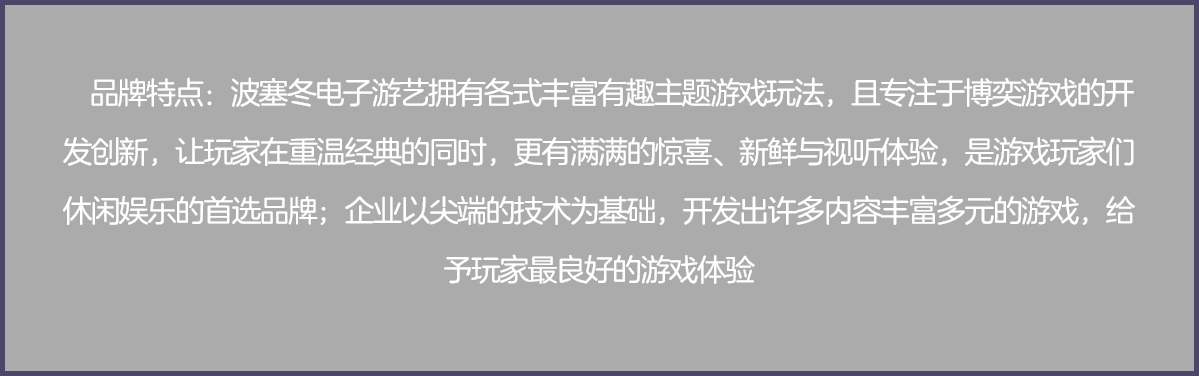 品牌特点：波塞冬电子游艺拥有各式丰富有趣主题游戏玩法，且专注于博奕游戏的开
发创新，让玩家在重温经典的同时，更有满满的惊喜、新鲜与视听体验，是游戏玩家们
休闲娱乐的首选品牌；企业以尖端的技术为基础，开发出许多内容丰富多元的游戏，给
予玩家最良好的游戏体验